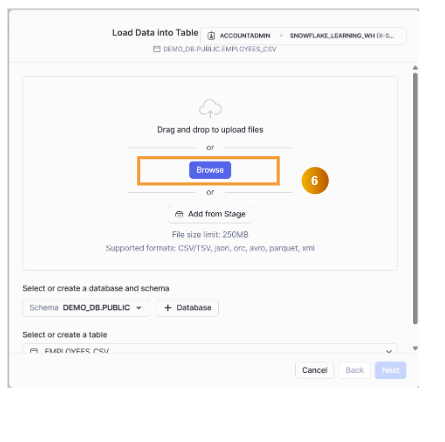 Load Data into Table
ACCOUNTADMIN · SNOWFLAKE_LEARNING_WH (X-S...
DEMO_DB.PUBLIC.EMPLOYEES_CSV
Drag and drop to upload files
or
Browse
6
or
Add from Stage
File size limit: 250MB
Supported formats: CSV/TSV, json, orc, avro, parquet, xml
Select or create a database and schema
Schema DEMO_DB.PUBLIC + Database
Select or create a table
EMPLOYEES_CSV
Cancel Back Next